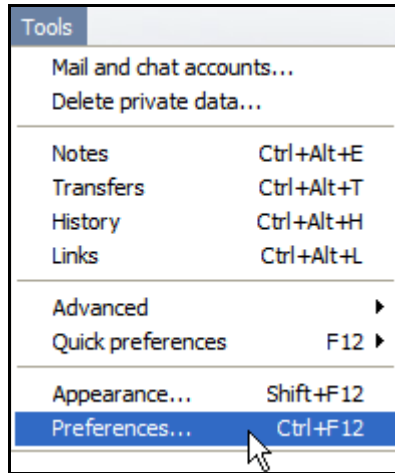 Tools
Mail and chat accounts...
Delete private data...
Notes Ctrl+Alt+E
Transfers Ctrl+Alt+T
History Ctrl+Alt+H
Links Ctrl+Alt+L
Advanced
Quick preferences F12
Appearance... Shift+F12
Preferences... Ctrl+F12